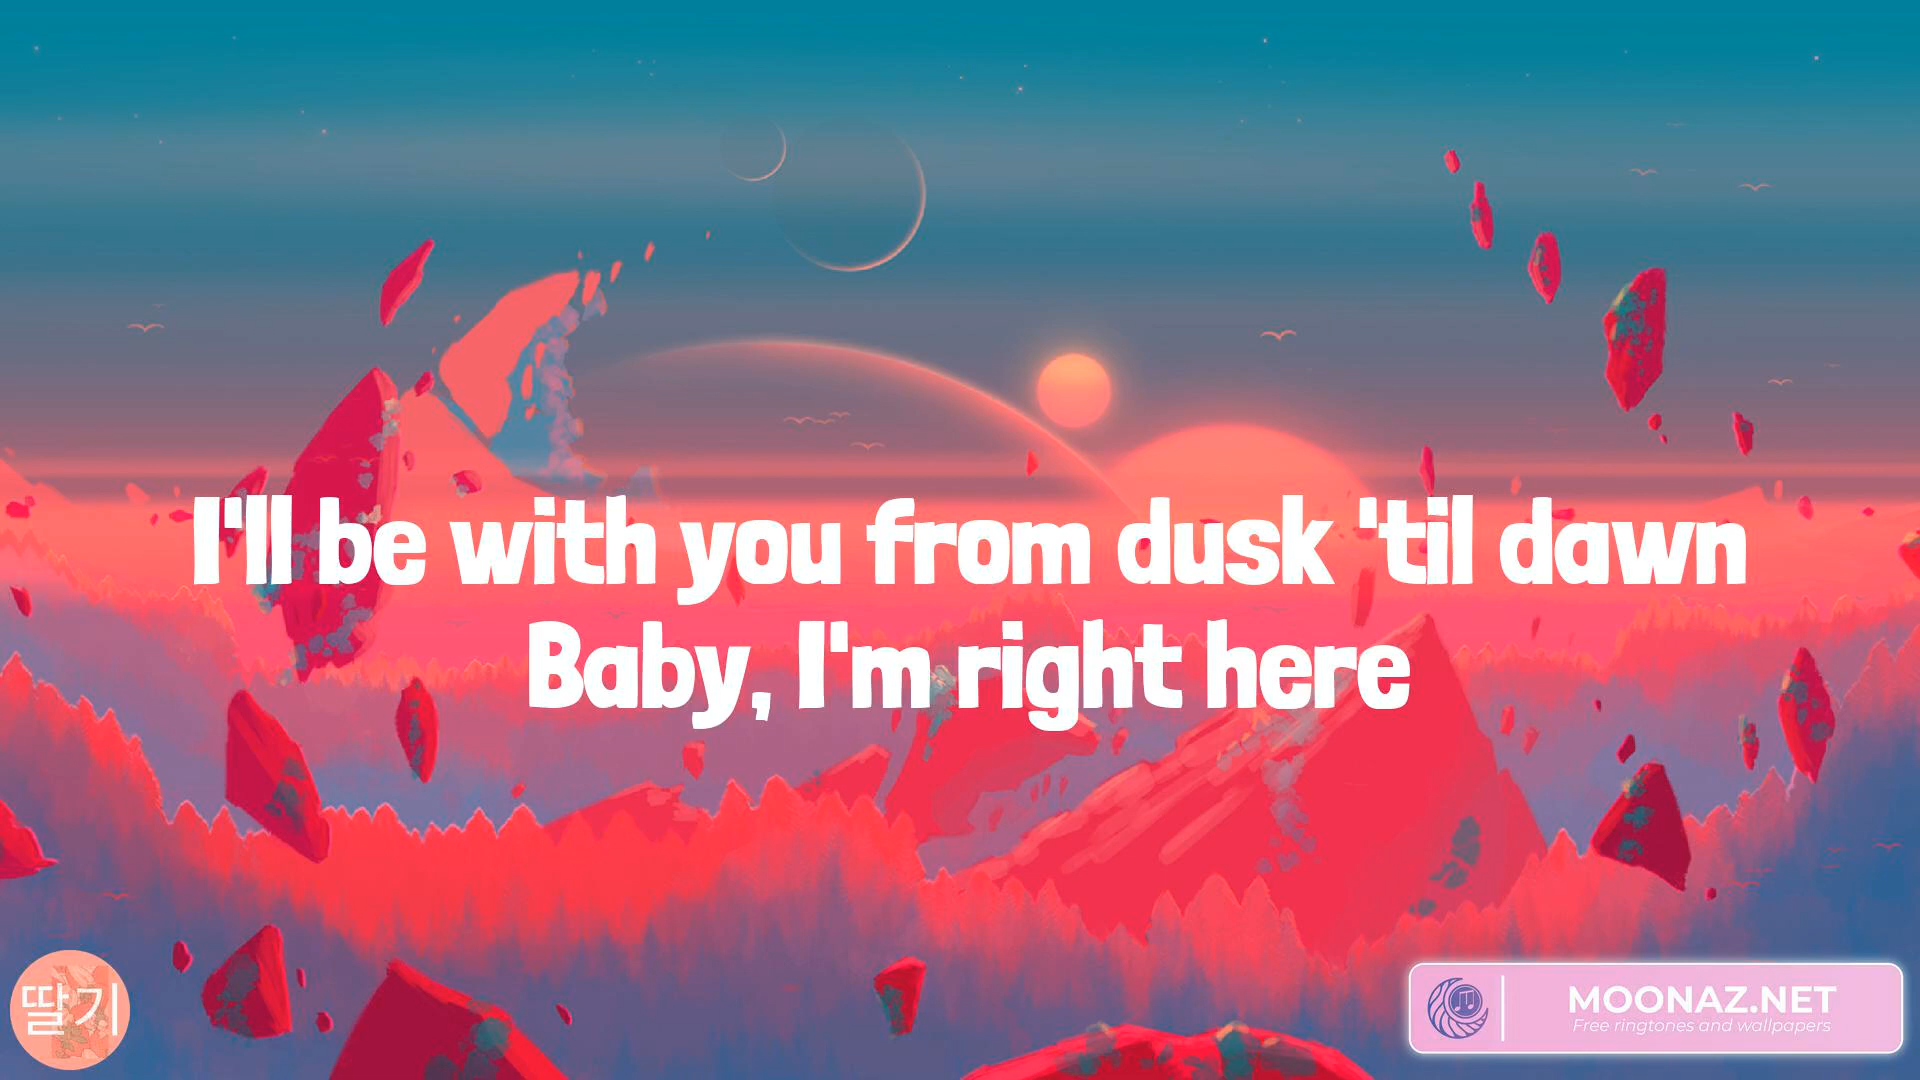 I'll be with you from dusk 'til dawn
Baby, I'm right here
딸기
MOONAZ.NET
Free ringtones and wallpapers